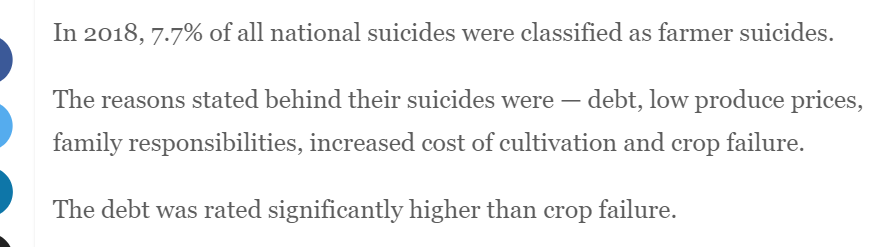 In 2018, 7.7% of all national suicides were classified as farmer suicides.
The reasons stated behind their suicides were — debt, low produce prices,
family responsibilities, increased cost of cultivation and crop failure.
The debt was rated significantly higher than crop failure.